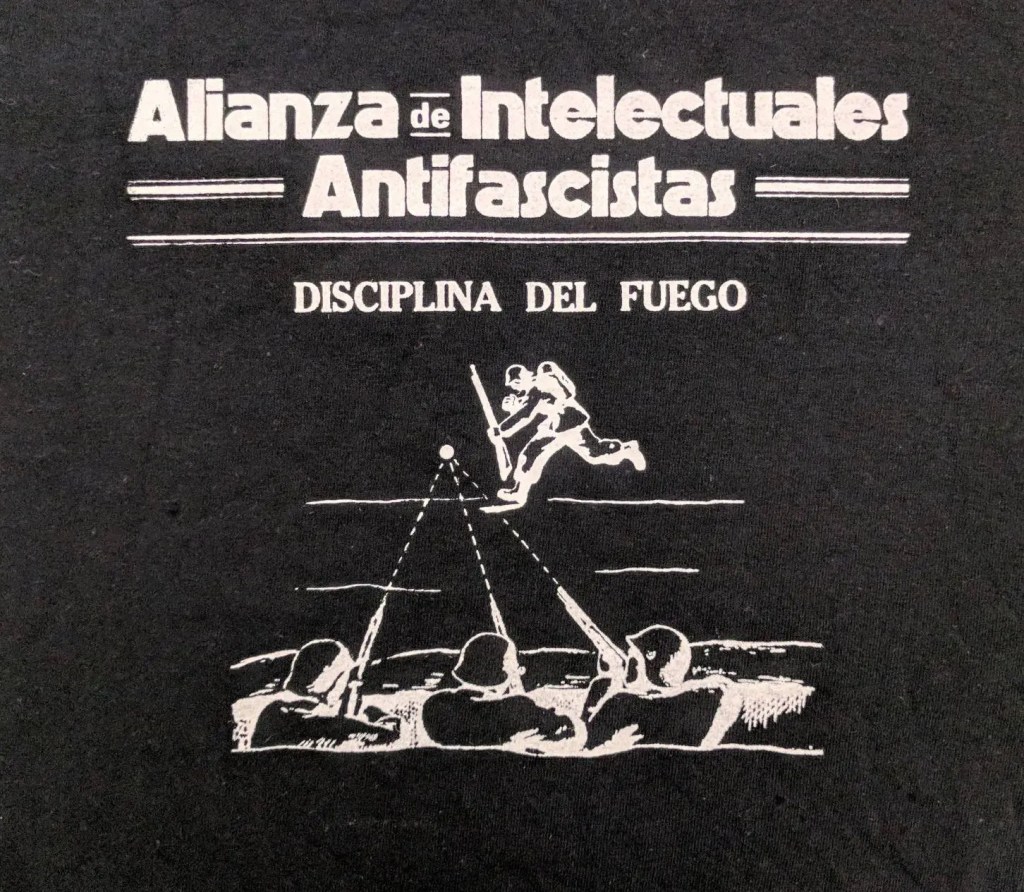 Alianza de Intelectuales
Antifascistas
DISCIPLINA DEL FUEGO